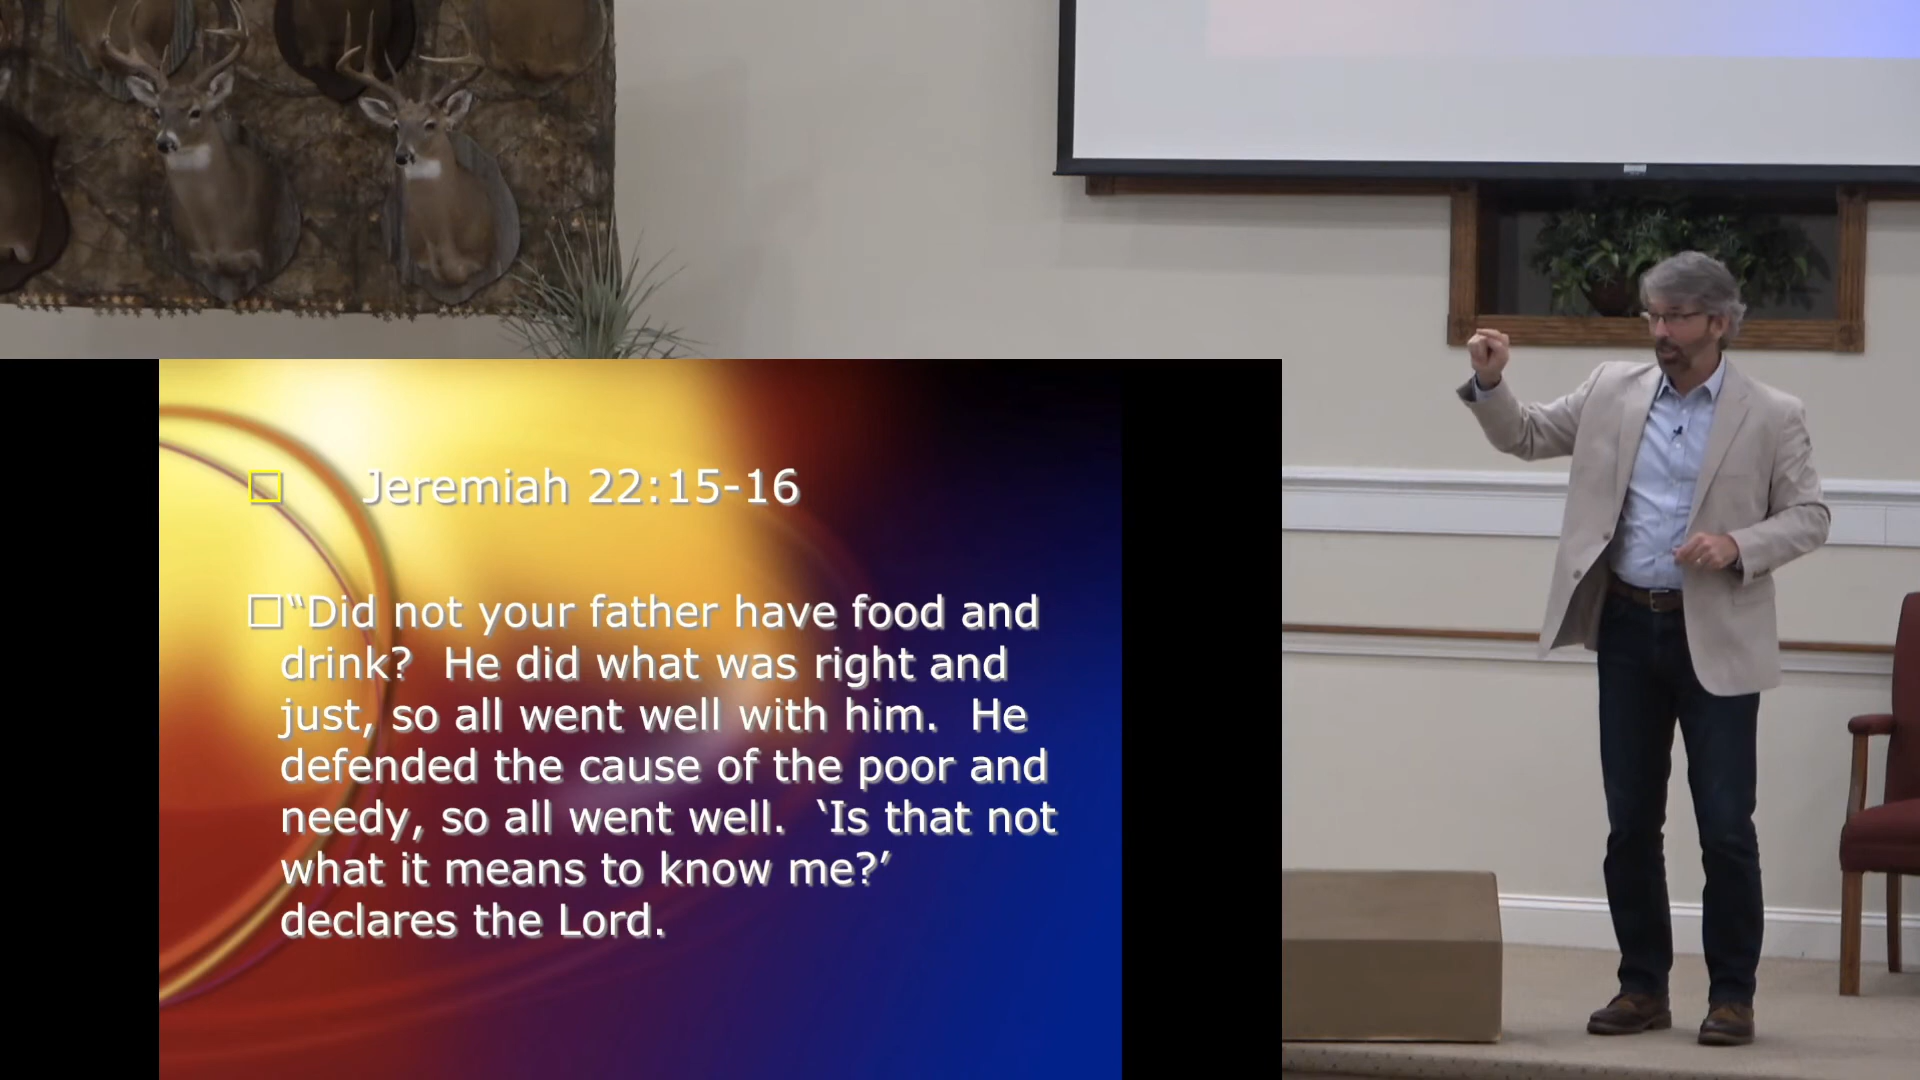 Jeremiah 22:15-16
“Did not your father have food and
drink?  He did what was right and
just, so all went well with him.  He
defended the cause of the poor and
needy, so all went well.  ‘Is that not
what it means to know me?’
declares the Lord.